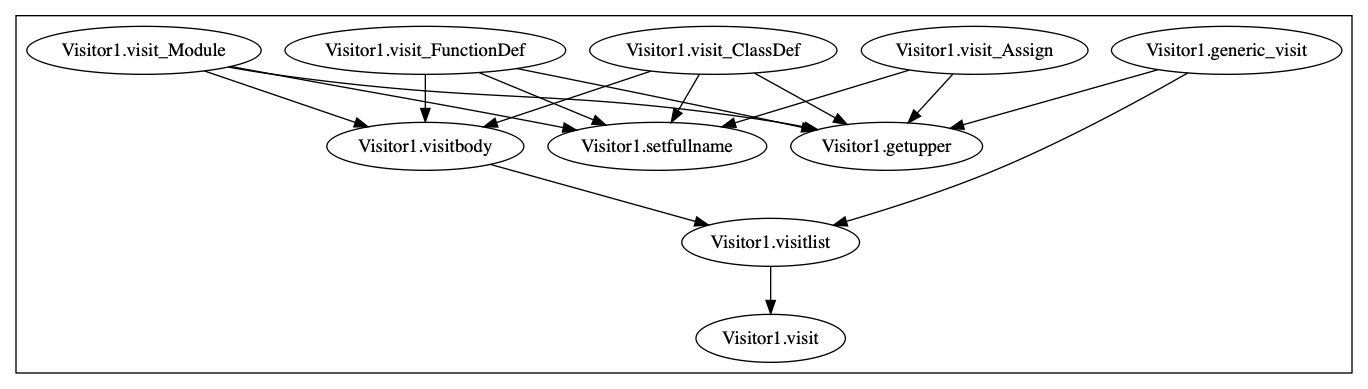 Visitor1.visit_Module
Visitor1.visit_FunctionDef
Visitor1.visit_ClassDef
Visitor1.visit_Assign
Visitor1.generic_visit
Visitor1.visitbody
Visitor1.setfullname
Visitor1.getupper
Visitor1.visitlist
Visitor1.visit